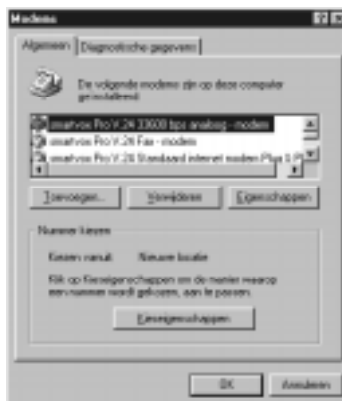 Modems
Algemeen
Diagnostische gegevens
De volgende modems zijn op deze computer
geïnstalleerd:
smartvox Pro V.24 33600 bps analoog - modem
smartvox Pro V.24 Fax - modem
smartvox Pro V.24 Standaard internet modem Plus
Toevoegen...
Verwijderen
Eigenschappen
Nummer kiezen
Kiezen vanuit:
Nieuwe locatie
Klik op Kieseigenschappen om de manier waarop
een nummer wordt gekozen, aan te passen.
Kieseigenschappen
OK
Annuleren